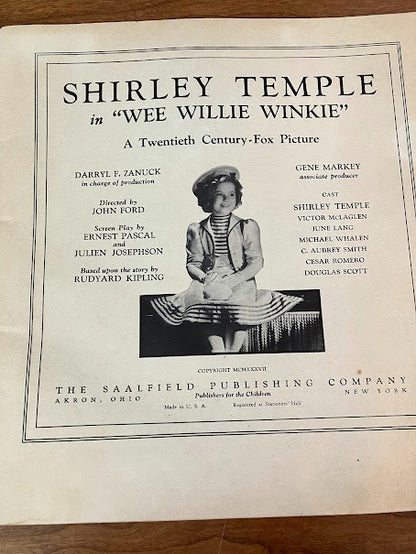 SHIRLEY TEMPLE
in "WEE WILLIE WINKIE"
A Twentieth Century-Fox Picture
DARRYL F. ZANUCK
in charge of production
Directed by
JOHN FORD
Screen Play by
ERNEST PASCAL
and
JULIEN JOSEPHSON
Based upon the story by
RUDYARD KIPLING
GENE MARKEY
associate producer
CAST
SHIRLEY TEMPLE
VICTOR McLAGLEN
JUNE LANG
MICHAEL WHALEN
C. AUBREY SMITH
CESAR ROMERO
DOUGLAS SCOTT
COPYRIGHT MCMXXXVII
THE SAALFIELD PUBLISHING COMPANY
AKRON, OHIO Publishers for the Children NEW YORK
Made in U. S. A. Registered at Stationers' Hall